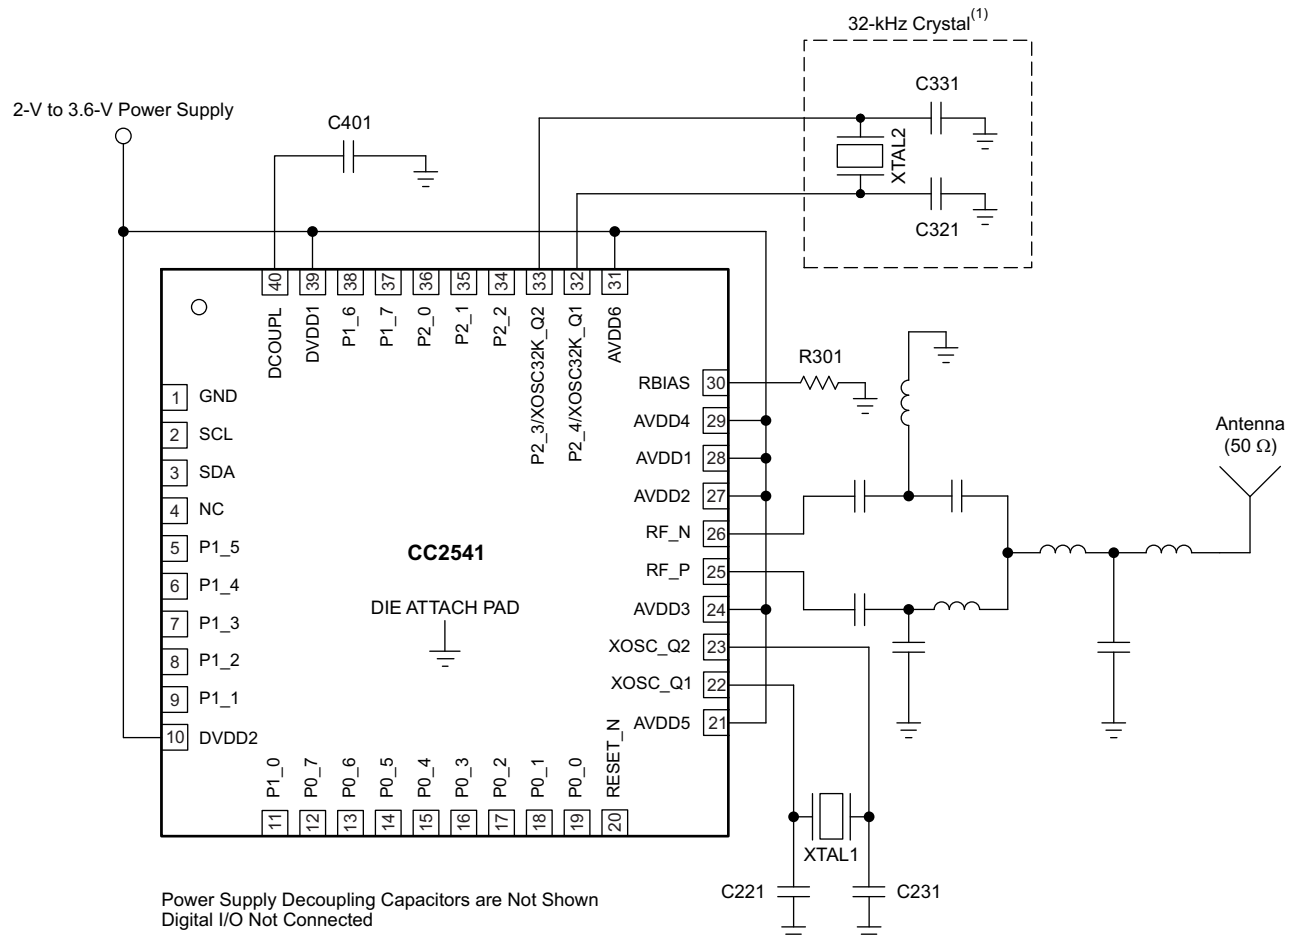 32-kHz Crystal(1)
C331
2-V to 3.6-V Power Supply
C401
XTAL2
C321
40
39
38
37
36
35
34
33
32
31
DCOUPL
DVDD1
P1_6
P1_7
P2_0
P2_1
P2_2
P2_3/XOSC32K_Q2
P2_4/XOSC32K_Q1
AVDD6
1 GND
2 SCL
3 SDA
4 NC
5 P1_5
6 P1_4
7 P1_3
8 P1_2
9 P1_1
10 DVDD2
CC2541
DIE ATTACH PAD
RBIAS 30
R301
AVDD4 29
AVDD1 28
AVDD2 27
RF_N 26
RF_P 25
AVDD3 24
XOSC_Q2 23
XOSC_Q1 22
AVDD5 21
Antenna
(50 Ω)
P1_0
P0_7
P0_6
P0_5
P0_4
P0_3
P0_2
P0_1
P0_0
RESET_N
11
12
13
14
15
16
17
18
19
20
XTAL1
C221
C231
Power Supply Decoupling Capacitors are Not Shown
Digital I/O Not Connected